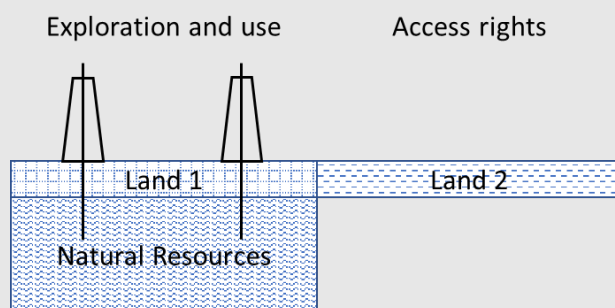 Exploration and use
Access rights
Land 1
Land 2
Natural Resources